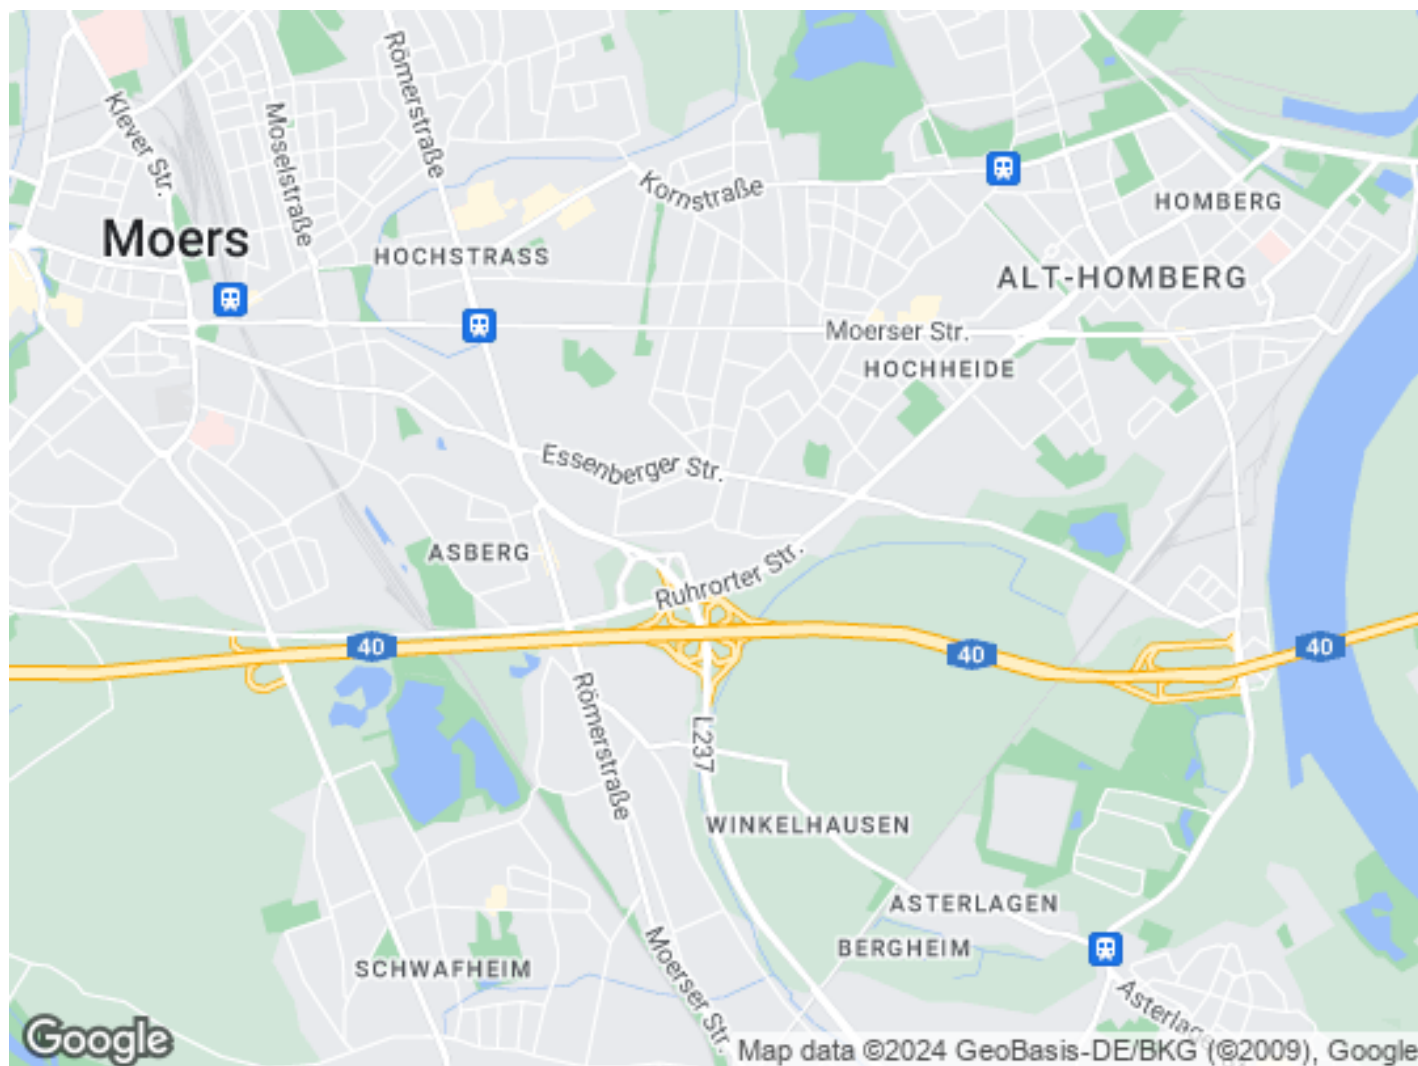 Römerstraße
Klever Str.
Moselstraße
Kornstraße
HOMBERG
Moers
HOCHSTRASS
ALT-HOMBERG
Moerser Str.
HOCHHEIDE
Essenberger Str.
ASBERG
Ruhrorter Str.
40
40
40
Römerstraße
L237
WINKELHAUSEN
ASTERLAGEN
BERGHEIM
SCHWAFHEIM
Moerser Str.
Google
Map data ©2024 GeoBasis-DE/BKG (©2009), Google